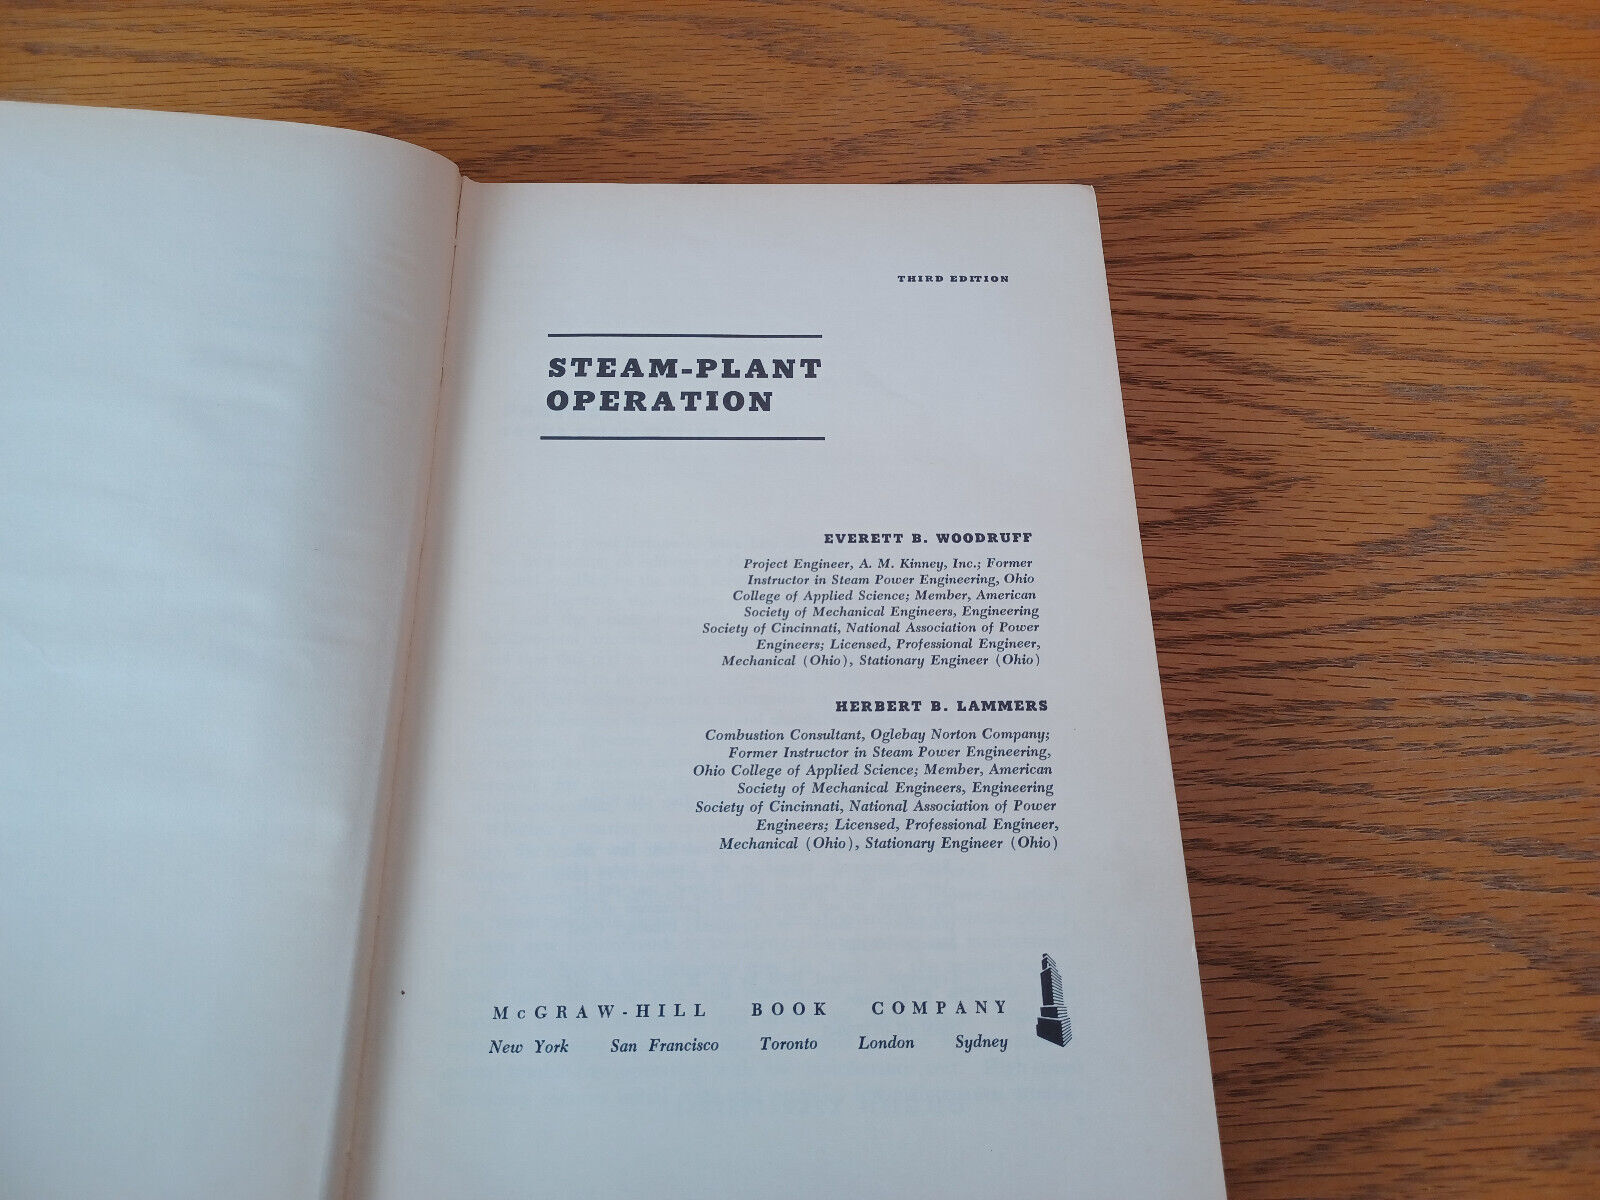 THIRD EDITION
STEAM-PLANT
OPERATION
EVERETT B. WOODRUFF
Project Engineer, A. M. Kinney, Inc.; Former
Instructor in Steam Power Engineering, Ohio
College of Applied Science; Member, American
Society of Mechanical Engineers, Engineering
Society of Cincinnati, National Association of Power
Engineers; Licensed, Professional Engineer,
Mechanical (Ohio), Stationary Engineer (Ohio)
HERBERT B. LAMMERS
Combustion Consultant, Oglebay Norton Company;
Former Instructor in Steam Power Engineering,
Ohio College of Applied Science; Member, American
Society of Mechanical Engineers, Engineering
Society of Cincinnati, National Association of Power
Engineers; Licensed, Professional Engineer,
Mechanical (Ohio), Stationary Engineer (Ohio)
McGRAW-HILL BOOK COMPANY
New York San Francisco Toronto London Sydney